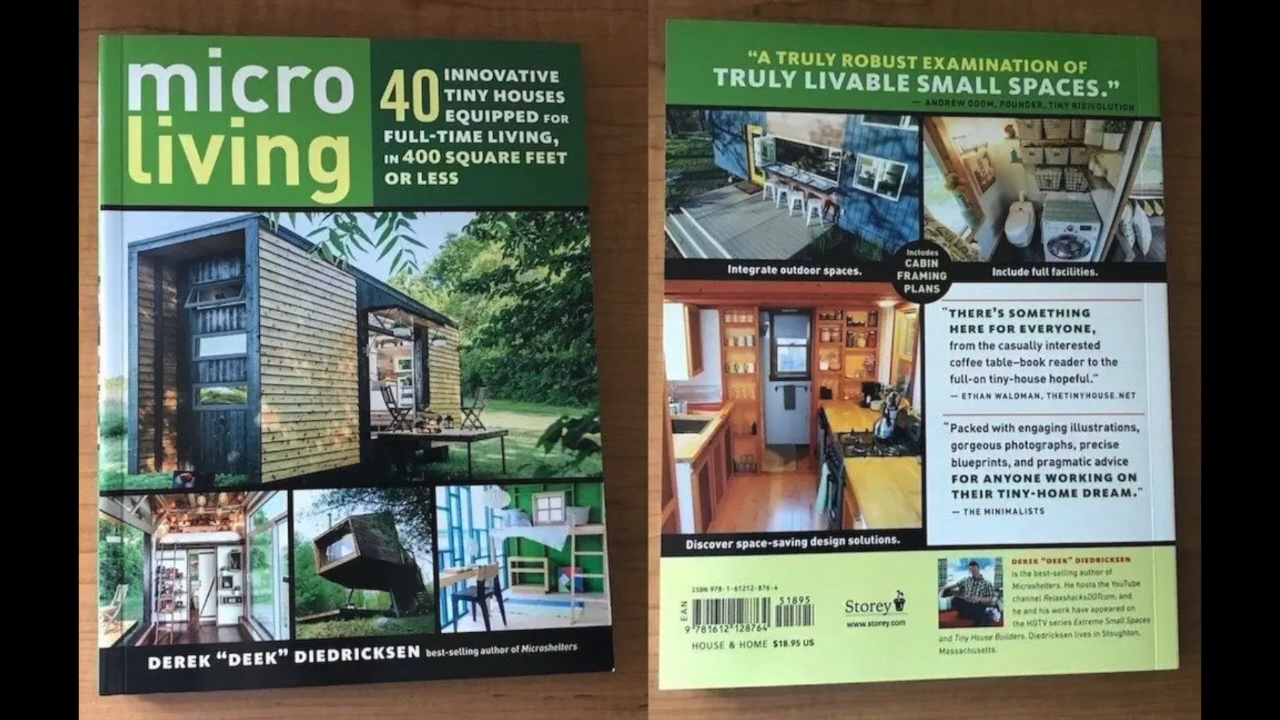 micro
living
40 INNOVATIVE
TINY HOUSES
EQUIPPED FOR
FULL-TIME LIVING,
IN 400 SQUARE FEET
OR LESS
DEREK "DEEK" DIEDRICKSEN best-selling author of Microshelters
"A TRULY ROBUST EXAMINATION OF
TRULY LIVABLE SMALL SPACES."
— ANDREW ODOM, FOUNDER, TINY R(E)VOLUTION
Integrate outdoor spaces.
Includes
CABIN
FRAMING
PLANS
Include full facilities.
Discover space-saving design solutions.
"THERE'S SOMETHING
HERE FOR EVERYONE,
from the casually interested
coffee table–book reader to the
full-on tiny-house hopeful."
— ETHAN WALDMAN, THETINYHOUSE.NET
"Packed with engaging illustrations,
gorgeous photographs, precise
blueprints, and pragmatic advice
FOR ANYONE WORKING ON
THEIR TINY-HOME DREAM."
— THE MINIMALISTS
ISBN 978-1-61212-876-4
EAN
51895
9 781612 128764
HOUSE & HOME $18.95 US
Storey
www.storey.com
DEREK "DEEK" DIEDRICKSEN
is the best-selling author of
Microshelters. He hosts the YouTube
channel RelaxshacksDOTcom, and
he and his work have appeared on
the HGTV series Extreme Small Spaces
and Tiny House Builders. Diedricksen lives in Stoughton,
Massachusetts.